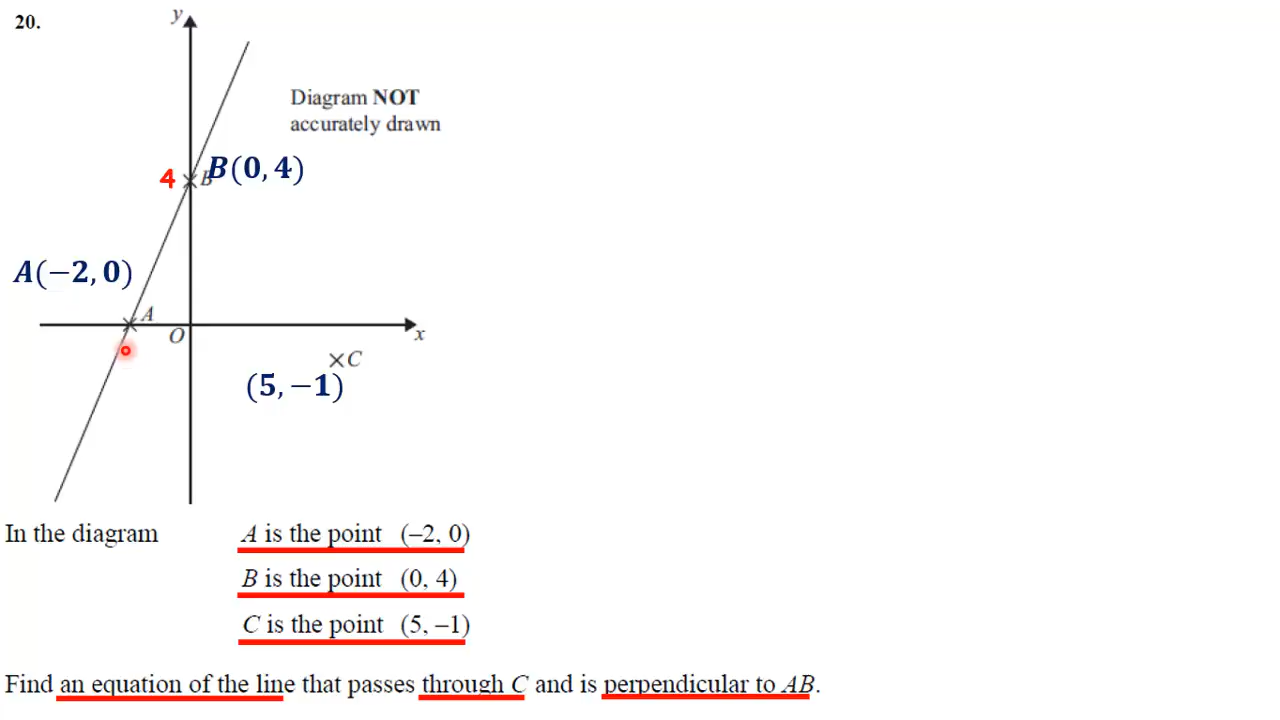 20.
y
Diagram NOT
accurately drawn
4
B
B(0, 4)
A(−2, 0)
A
O
x
C
(5, −1)
In the diagram
A is the point (–2, 0)
B is the point (0, 4)
C is the point (5, –1)
Find an equation of the line that passes through C and is perpendicular to AB.